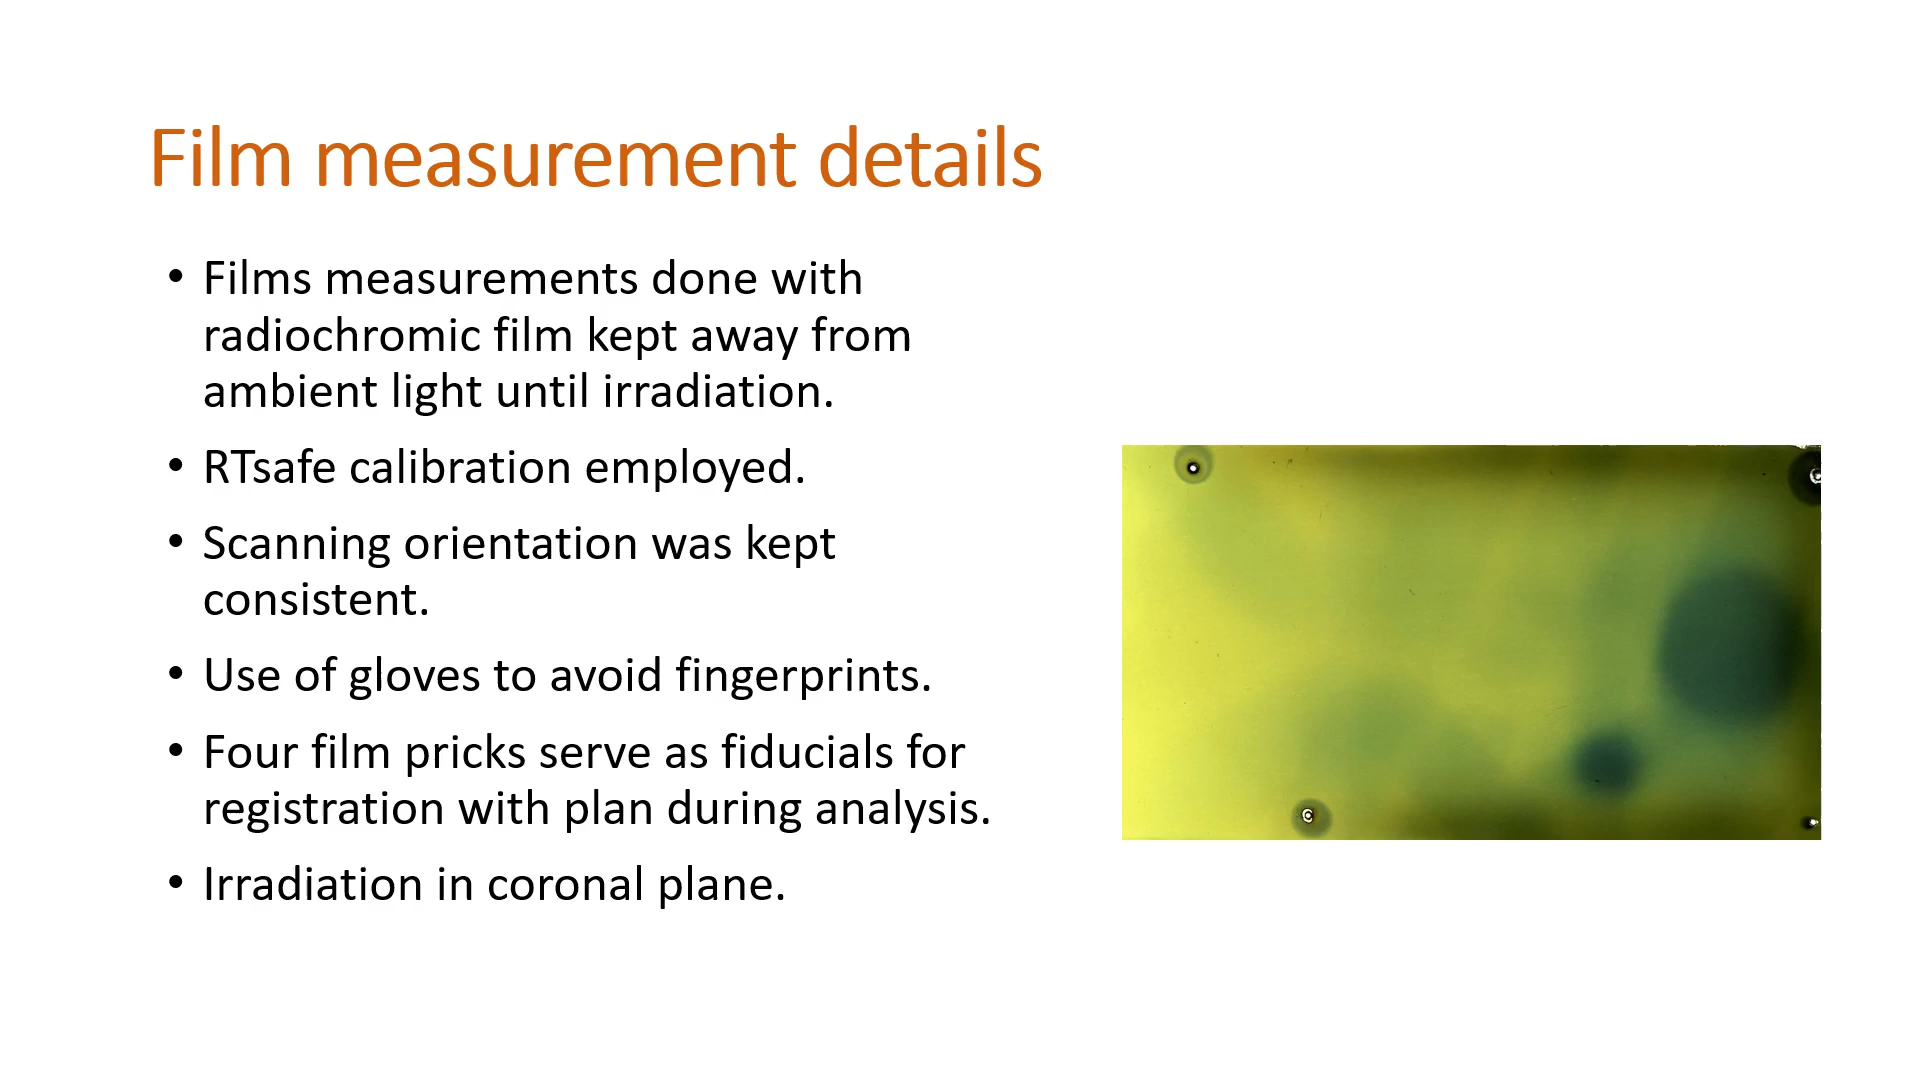 Film measurement details
• Films measurements done with
radiochromic film kept away from
ambient light until irradiation.
• RTsafe calibration employed.
• Scanning orientation was kept
consistent.
• Use of gloves to avoid fingerprints.
• Four film pricks serve as fiducials for
registration with plan during analysis.
• Irradiation in coronal plane.